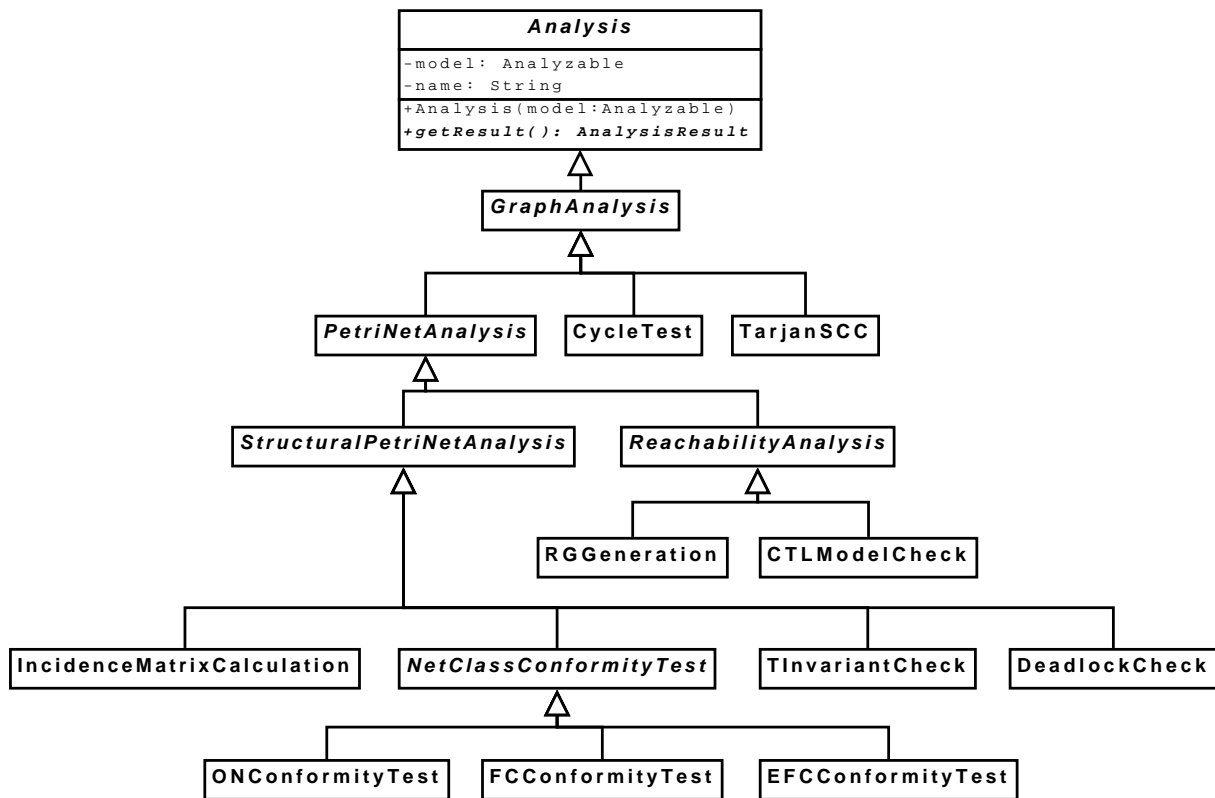 Analysis
-model: Analyzable
-name: String
+Analysis(model:Analyzable)
+getResult(): AnalysisResult
GraphAnalysis
PetriNetAnalysis
CycleTest
TarjanSCC
StructuralPetriNetAnalysis
ReachabilityAnalysis
RGGeneration
CTLModelCheck
IncidenceMatrixCalculation
NetClassConformityTest
TInvariantCheck
DeadlockCheck
ONConformityTest
FCConformityTest
EFCConformityTest